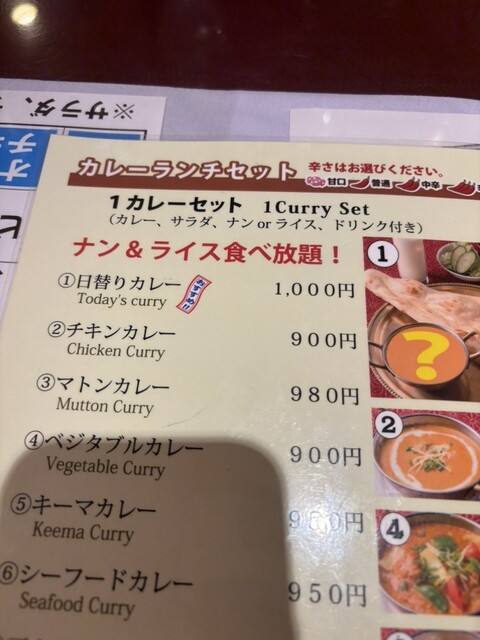 ※サラダ、
カレーランチセット 辛さはお選びください。
甘口 普通 中辛
1カレーセット 1Curry Set
(カレー、サラダ、ナン or ライス、ドリンク付き)
ナン & ライス食べ放題!
①日替りカレー おすすめ!! 1,000円
Today's curry
②チキンカレー 900円
Chicken Curry
③マトンカレー 980円
Mutton Curry
④ベジタブルカレー 900円
Vegetable Curry
⑤キーマカレー 950円
Keema Curry
⑥シーフードカレー 950円
Seafood Curry
①
?
②
④